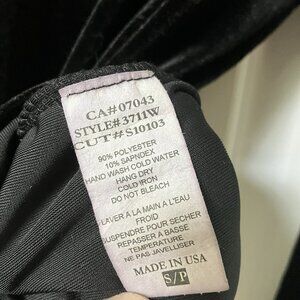 CA#07043
STYLE#3711W
CUT#S10103
90% POLYESTER
10% SAPNDEX
HAND WASH COLD WATER
HANG DRY
COLD IRON
DO NOT BLEACH
LAVER A LA MAIN A L'EAU
FROID
SUSPENDRE POUR SECHER
REPASSER A BASSE
TEMPERATURE
NE PAS JAVELLISER
MADE IN USA
S/P